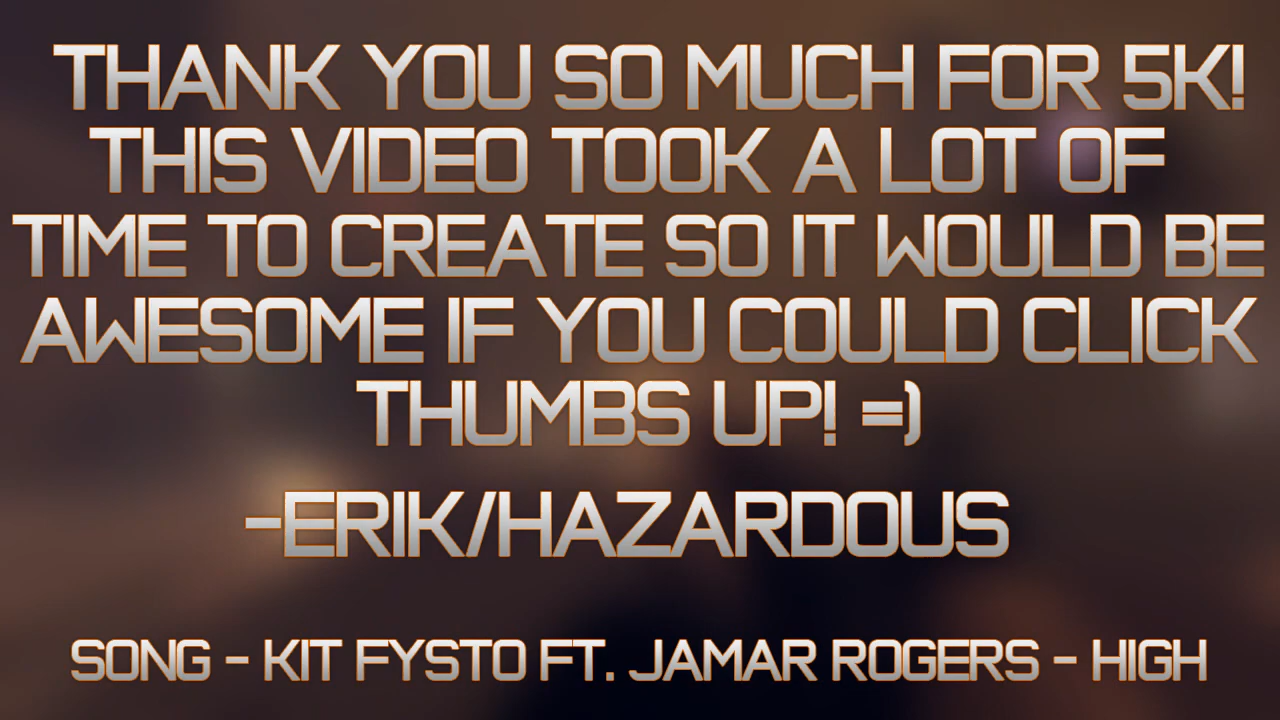 THANK YOU SO MUCH FOR 5K!
THIS VIDEO TOOK A LOT OF
TIME TO CREATE SO IT WOULD BE
AWESOME IF YOU COULD CLICK
THUMBS UP! =)
-ERIK/HAZARDOUS
SONG - KIT FYSTO FT. JAMAR ROGERS - HIGH